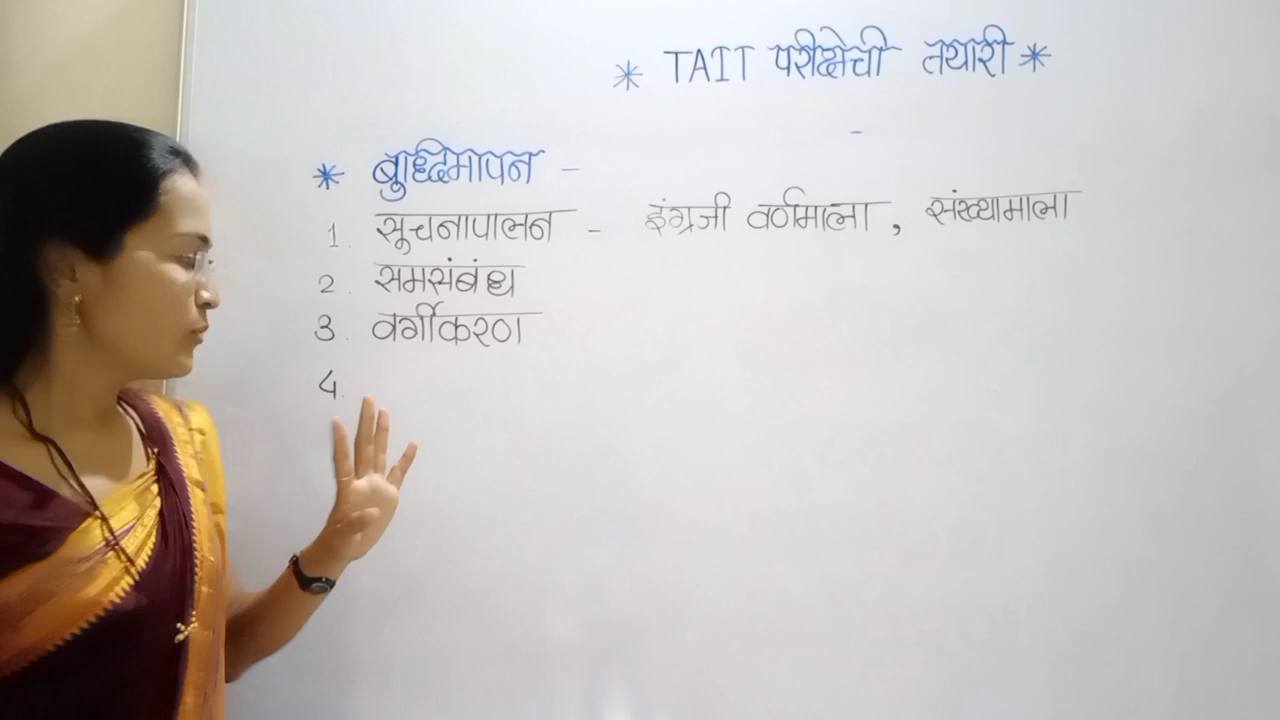 * TAIT परीक्षेची तयारी *
* बुध्दिमापन -
1. सूचनापालन - इंग्रजी वर्णमाला, संख्यामाला
2. समसंबंध
3. वर्गीकरण
4.